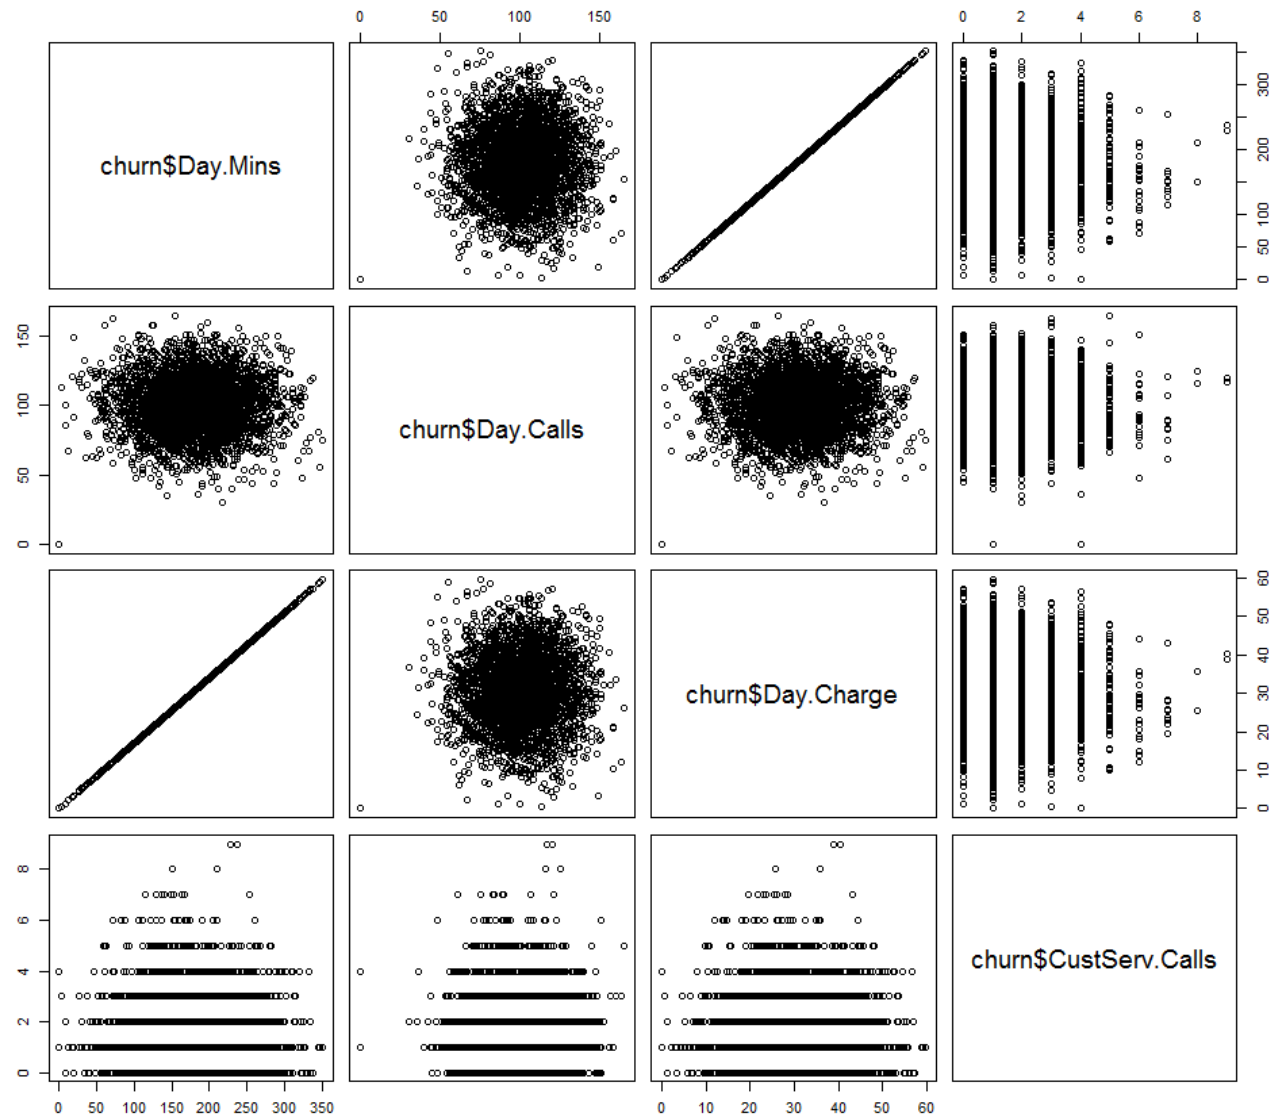 0 50 100 150 0 2 4 6 8
churn$Day.Mins
0 50 100 200 300
0 50 100 150
churn$Day.Calls
churn$Day.Charge
0 10 20 30 40 50 60
0 2 4 6 8
churn$CustServ.Calls
0 50 100 150 200 250 300 350 0 10 20 30 40 50 60